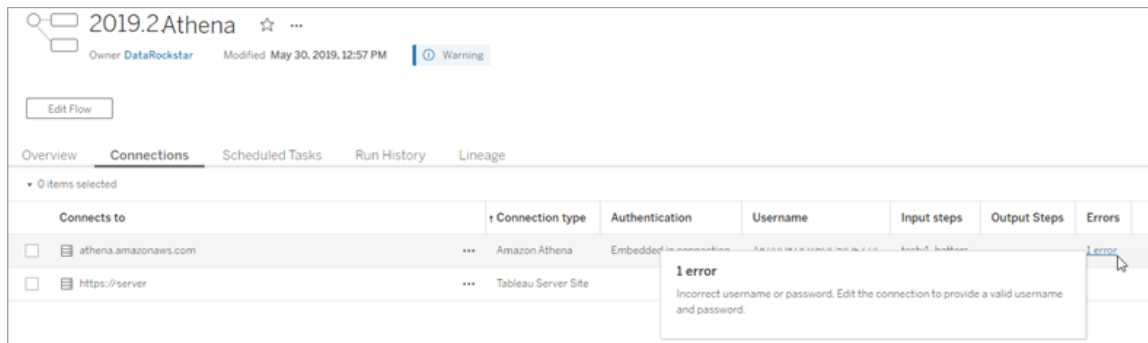 2019.2Athena
Owner DataRockstar Modified May 30, 2019, 12:57 PM Warning
Edit Flow
Overview Connections Scheduled Tasks Run History Lineage
0 items selected
Connects to ↑ Connection type Authentication Username Input steps Output Steps Errors
athena.amazonaws.com ... Amazon Athena Embedded in connection 1 error
https://server ... Tableau Server Site
1 error
Incorrect username or password. Edit the connection to provide a valid username
and password.